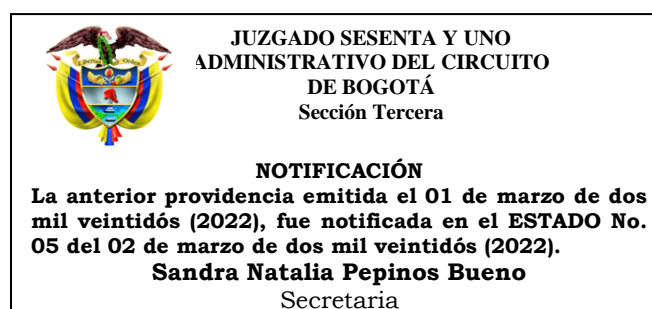 JUZGADO SESENTA Y UNO
ADMINISTRATIVO DEL CIRCUITO
DE BOGOTÁ
Sección Tercera
NOTIFICACIÓN
La anterior providencia emitida el 01 de marzo de dos
mil veintidós (2022), fue notificada en el ESTADO No.
05 del 02 de marzo de dos mil veintidós (2022).
Sandra Natalia Pepinos Bueno
Secretaria